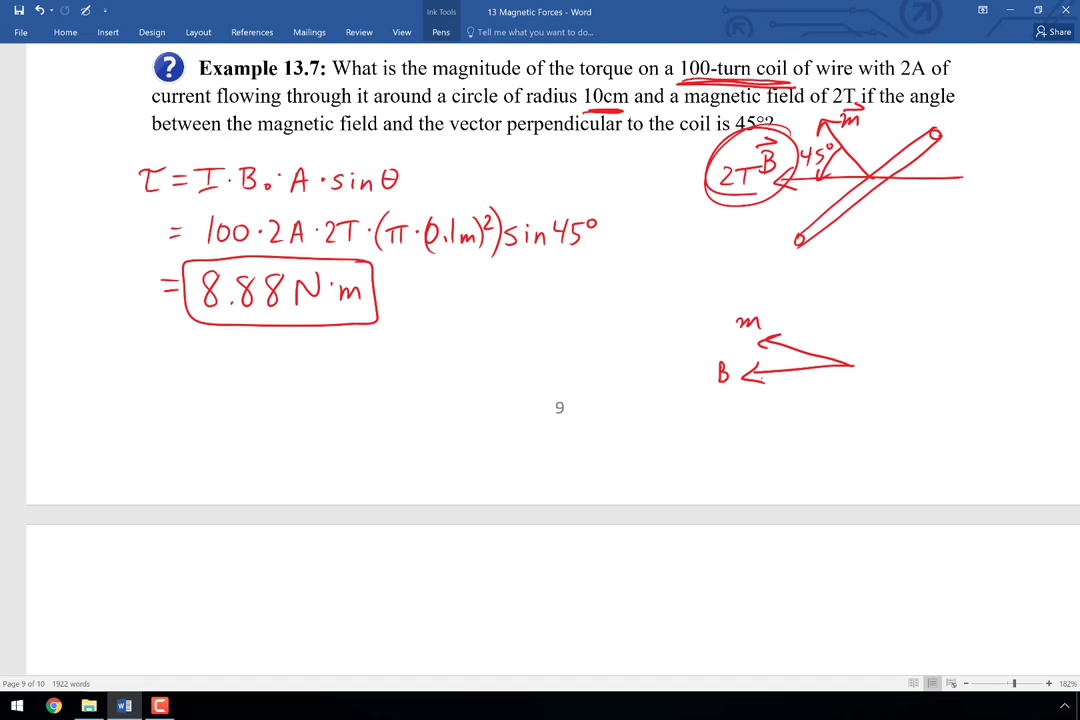 13 Magnetic Forces - Word
Ink Tools
File Home Insert Design Layout References Mailings Review View Pens Tell me what you want to do... Share
? Example 13.7: What is the magnitude of the torque on a 100-turn coil of wire with 2A of
current flowing through it around a circle of radius 10cm and a magnetic field of 2T if the angle
between the magnetic field and the vector perpendicular to the coil is 45°?
m⃗
2T B⃗ 45°
τ = I · B₀ · A · sin θ
= 100 · 2A · 2T · (π · 0.1m)²) sin 45°
= 8.88 N·m
m
B
9
Page 9 of 10 1922 words
182%